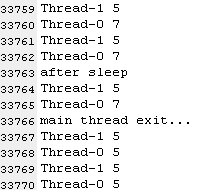 33759 Thread-1 5
33760 Thread-0 7
33761 Thread-1 5
33762 Thread-0 7
33763 after sleep
33764 Thread-1 5
33765 Thread-0 7
33766 main thread exit...
33767 Thread-1 5
33768 Thread-0 5
33769 Thread-1 5
33770 Thread-0 5